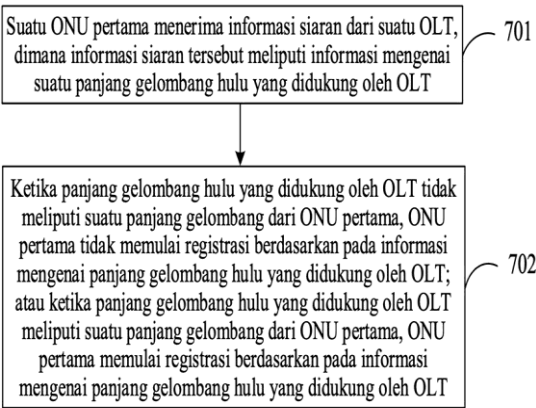 Suatu ONU pertama menerima informasi siaran dari suatu OLT,
dimana informasi siaran tersebut meliputi informasi mengenai
suatu panjang gelombang hulu yang didukung oleh OLT
701
Ketika panjang gelombang hulu yang didukung oleh OLT tidak
meliputi suatu panjang gelombang dari ONU pertama, ONU
pertama tidak memulai registrasi berdasarkan pada informasi
mengenai panjang gelombang hulu yang didukung oleh OLT;
atau ketika panjang gelombang hulu yang didukung oleh OLT
meliputi suatu panjang gelombang dari ONU pertama, ONU
pertama memulai registrasi berdasarkan pada informasi
mengenai panjang gelombang hulu yang didukung oleh OLT
702